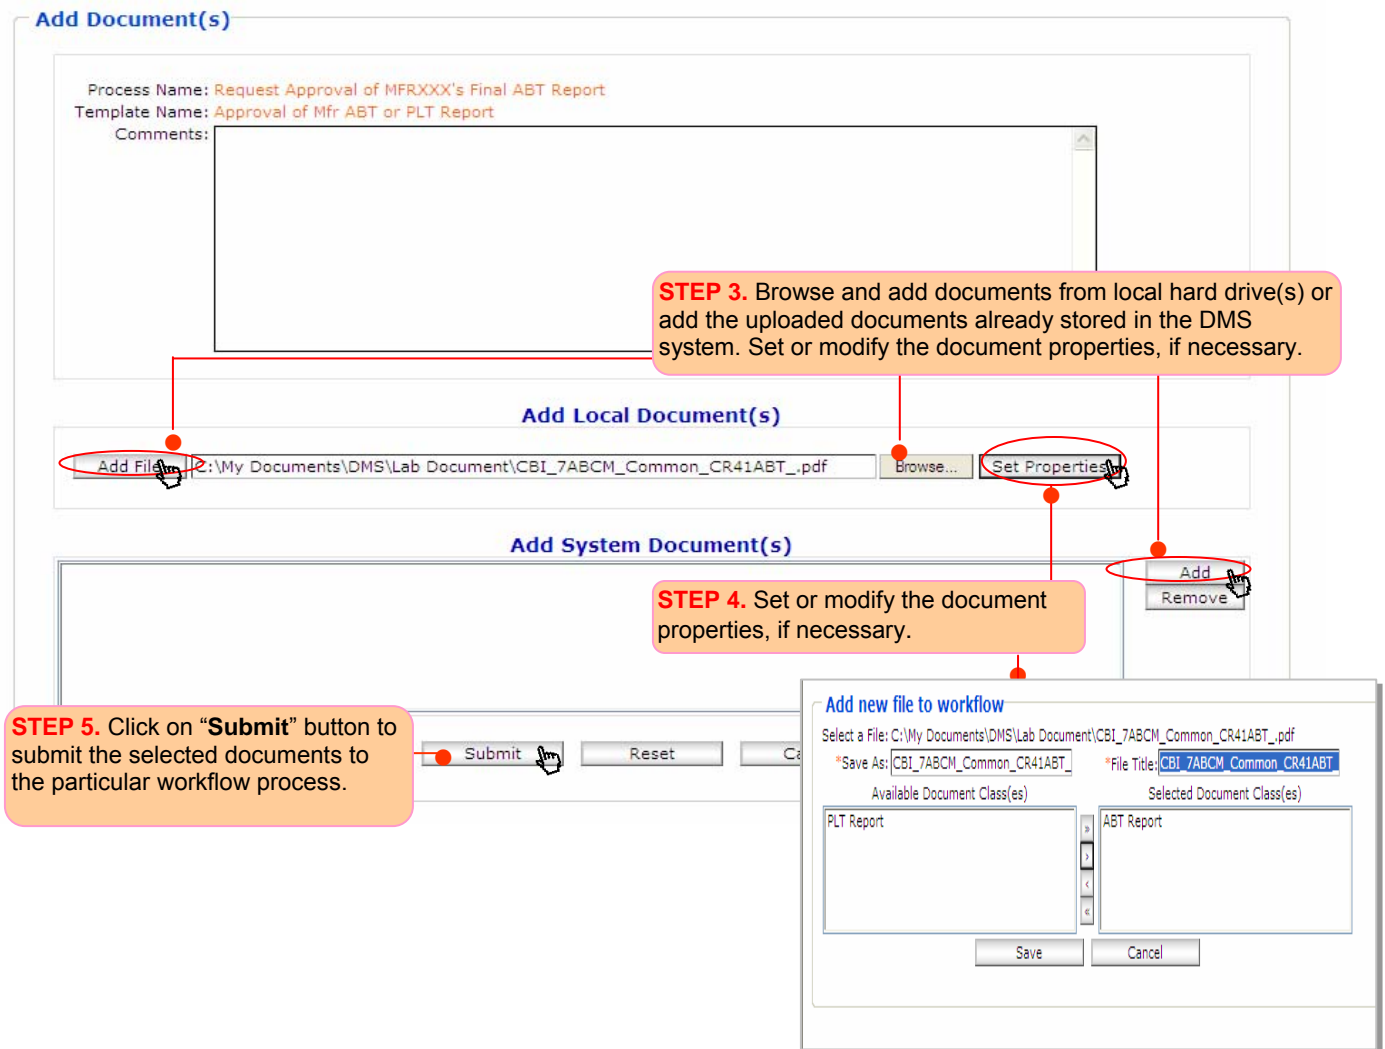 Add Document(s)
Process Name: Request Approval of MFRXXX's Final ABT Report
Template Name: Approval of Mfr ABT or PLT Report
Comments:
STEP 3. Browse and add documents from local hard drive(s) or
add the uploaded documents already stored in the DMS
system. Set or modify the document properties, if necessary.
Add Local Document(s)
Add File C:\My Documents\DMS\Lab Document\CBI_7ABCM_Common_CR41ABT_.pdf Browse... Set Properties
Add System Document(s)
Add
Remove
STEP 4. Set or modify the document
properties, if necessary.
STEP 5. Click on “Submit” button to
submit the selected documents to
the particular workflow process.
Submit Reset Ca
Add new file to workflow
Select a File: C:\My Documents\DMS\Lab Document\CBI_7ABCM_Common_CR41ABT_.pdf
*Save As: CBI_7ABCM_Common_CR41ABT_ *File Title: CBI_7ABCM_Common_CR41ABT_
Available Document Class(es) Selected Document Class(es)
PLT Report ABT Report
»
›
‹
«
Save Cancel